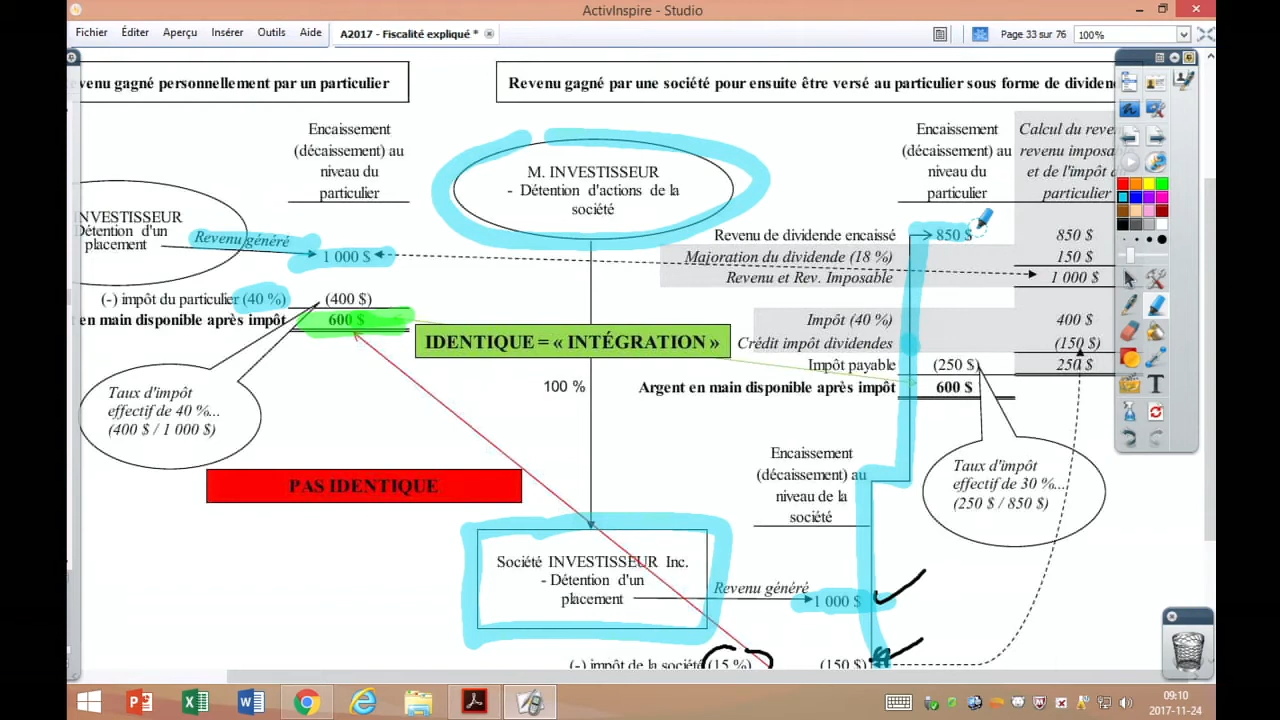 ActivInspire - Studio
Fichier Éditer Aperçu Insérer Outils Aide
A2017 - Fiscalité expliqué *
Page 33 sur 76
100%
venu gagné personnellement par un particulier
Revenu gagné par une société pour ensuite être versé au particulier sous forme de dividen
Encaissement
(décaissement) au
niveau du
particulier
NVESTISSEUR
Détention d'un
placement
Revenu généré
1 000 $
(-) impôt du particulier (40 %)
(400 $)
en main disponible après impôt
600 $
Taux d'impôt
effectif de 40 %...
(400 $ / 1 000 $)
PAS IDENTIQUE
M. INVESTISSEUR
- Détention d'actions de la
société
IDENTIQUE = « INTÉGRATION »
100 %
Société INVESTISSEUR Inc.
- Détention d'un
placement
Revenu généré
1 000 $
(-) impôt de la société (15 %)
(150 $)
Encaissement
(décaissement) au
niveau de la
société
Encaissement
(décaissement) au
niveau du
particulier
Calcul du reve
revenu imposa
et de l'impôt d
particulier
Revenu de dividende encaissé
850 $
850 $
Majoration du dividende (18 %)
150 $
Revenu et Rev. Imposable
1 000 $
Impôt (40 %)
400 $
Crédit impôt dividendes
(150 $)
Impôt payable
(250 $)
250 $
Argent en main disponible après impôt
600 $
Taux d'impôt
effectif de 30 %...
(250 $ / 850 $)
09:10
2017-11-24